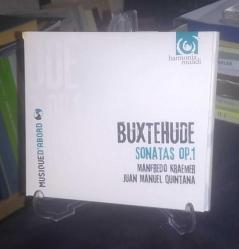 harmonia
mundi
BUXTEHUDE
SONATAS OP.1
MANFREDO KRAEMER
JUAN MANUEL QUINTANA
MUSIQUE D'ABORD